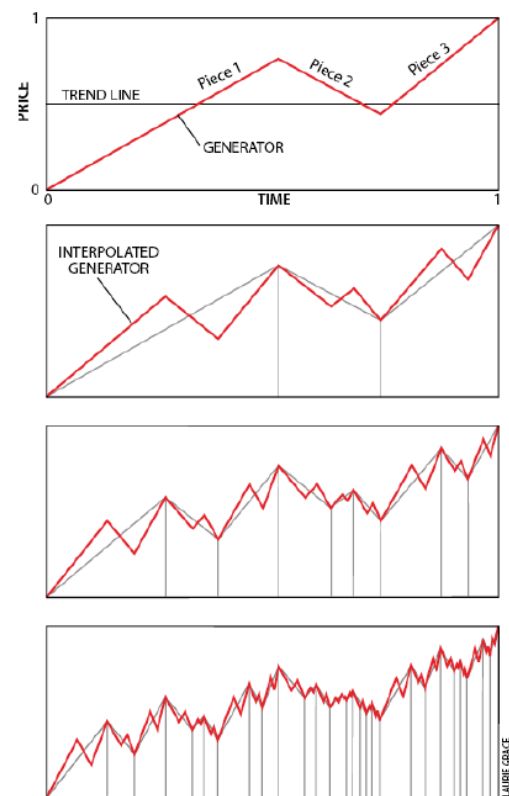 1
PRICE
TREND LINE
Piece 1
Piece 2
Piece 3
GENERATOR
0
0
TIME
1
INTERPOLATED
GENERATOR
LAURIE GRACE